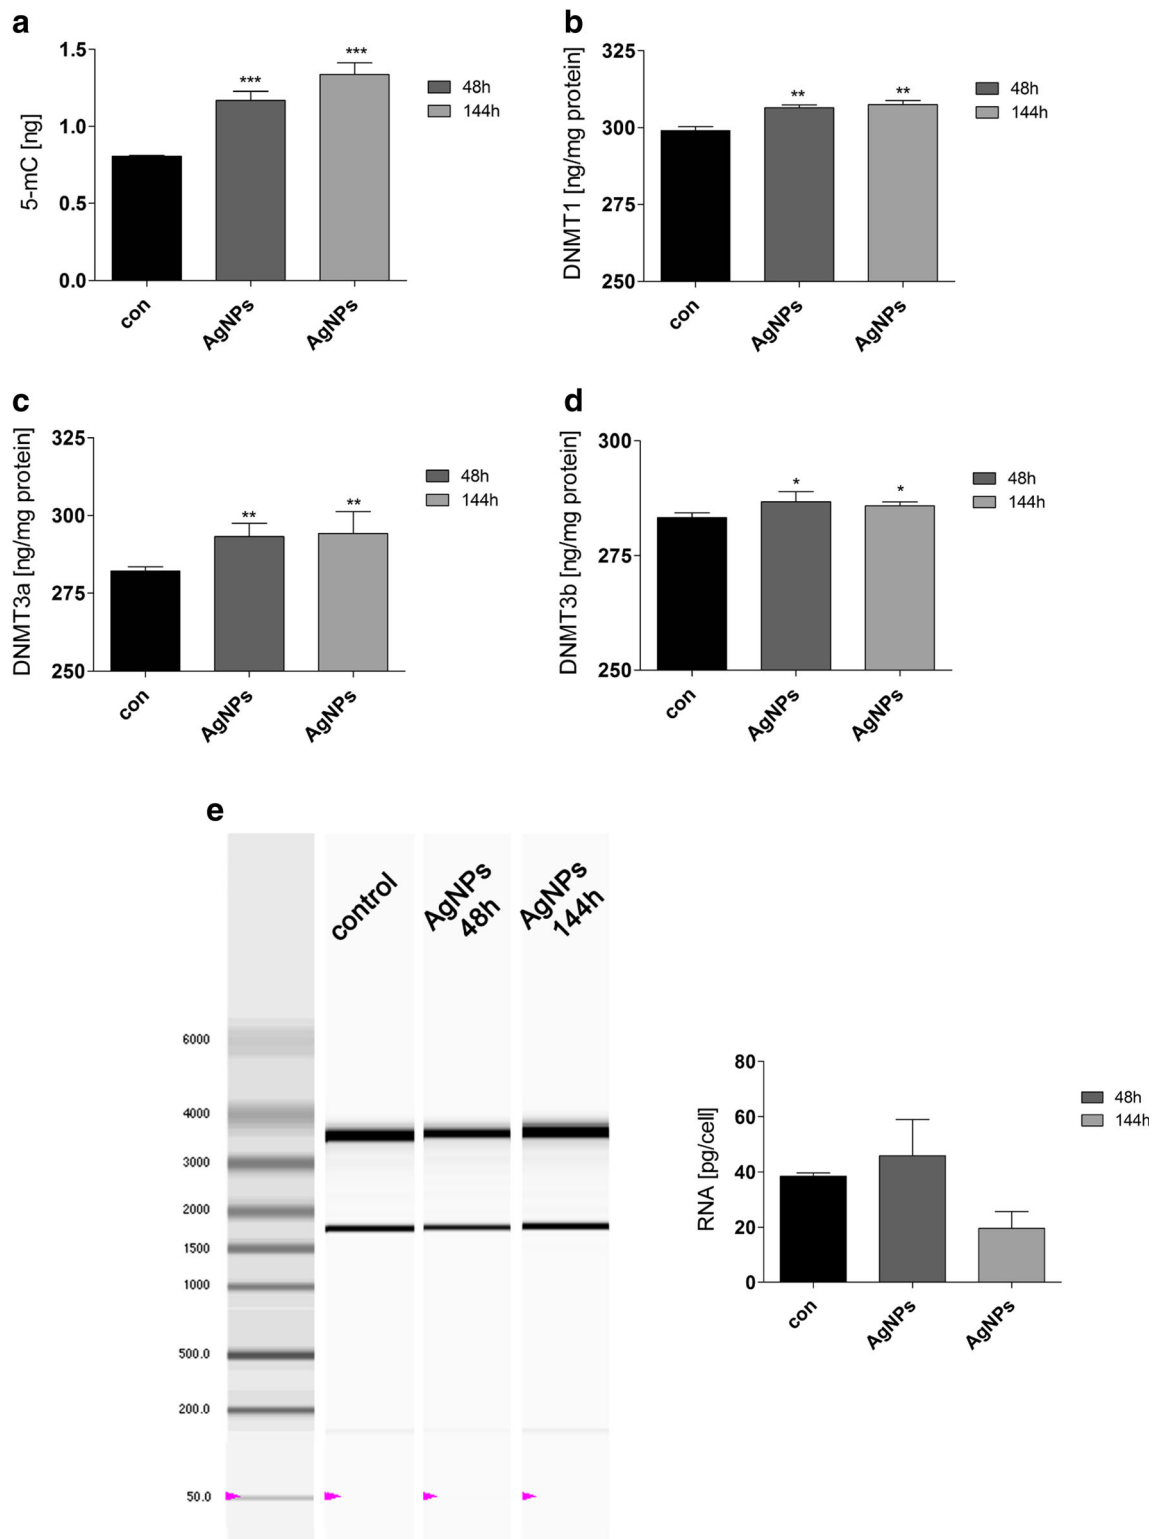 a
1.5
1.0
0.5
0.0
5-mC [ng]
***
***
con
AgNPs
AgNPs
48h
144h
b
325
300
275
250
DNMT1 [ng/mg protein]
**
**
con
AgNPs
AgNPs
48h
144h
c
325
300
275
250
DNMT3a [ng/mg protein]
**
**
con
AgNPs
AgNPs
48h
144h
d
300
275
250
DNMT3b [ng/mg protein]
*
*
con
AgNPs
AgNPs
48h
144h
e
control
AgNPs
48h
AgNPs
144h
6000
4000
3000
2000
1500
1000
500.0
200.0
50.0
80
60
40
20
0
RNA [pg/cell]
con
AgNPs
AgNPs
48h
144h